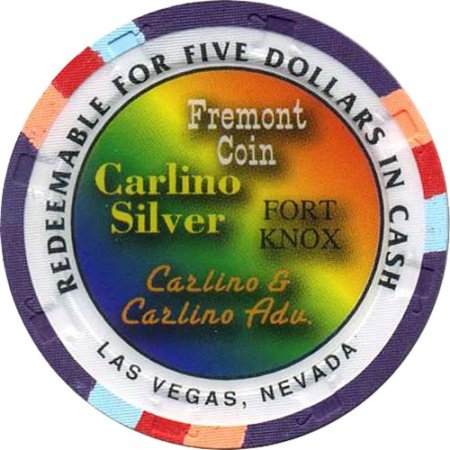 REDEEMABLE FOR FIVE DOLLARS IN CASH
Fremont
Coin
Carlino
Silver
FORT
KNOX
Carlino &
Carlino Adv.
LAS VEGAS, NEVADA